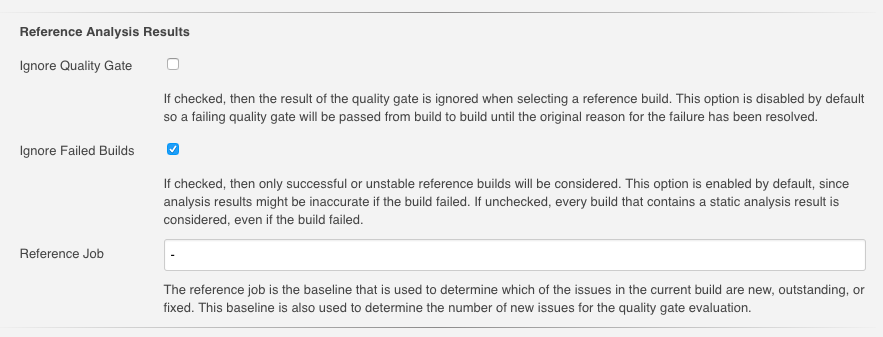 Reference Analysis Results
Ignore Quality Gate
If checked, then the result of the quality gate is ignored when selecting a reference build. This option is disabled by default
so a failing quality gate will be passed from build to build until the original reason for the failure has been resolved.
Ignore Failed Builds
If checked, then only successful or unstable reference builds will be considered. This option is enabled by default, since
analysis results might be inaccurate if the build failed. If unchecked, every build that contains a static analysis result is
considered, even if the build failed.
Reference Job
-
The reference job is the baseline that is used to determine which of the issues in the current build are new, outstanding, or
fixed. This baseline is also used to determine the number of new issues for the quality gate evaluation.